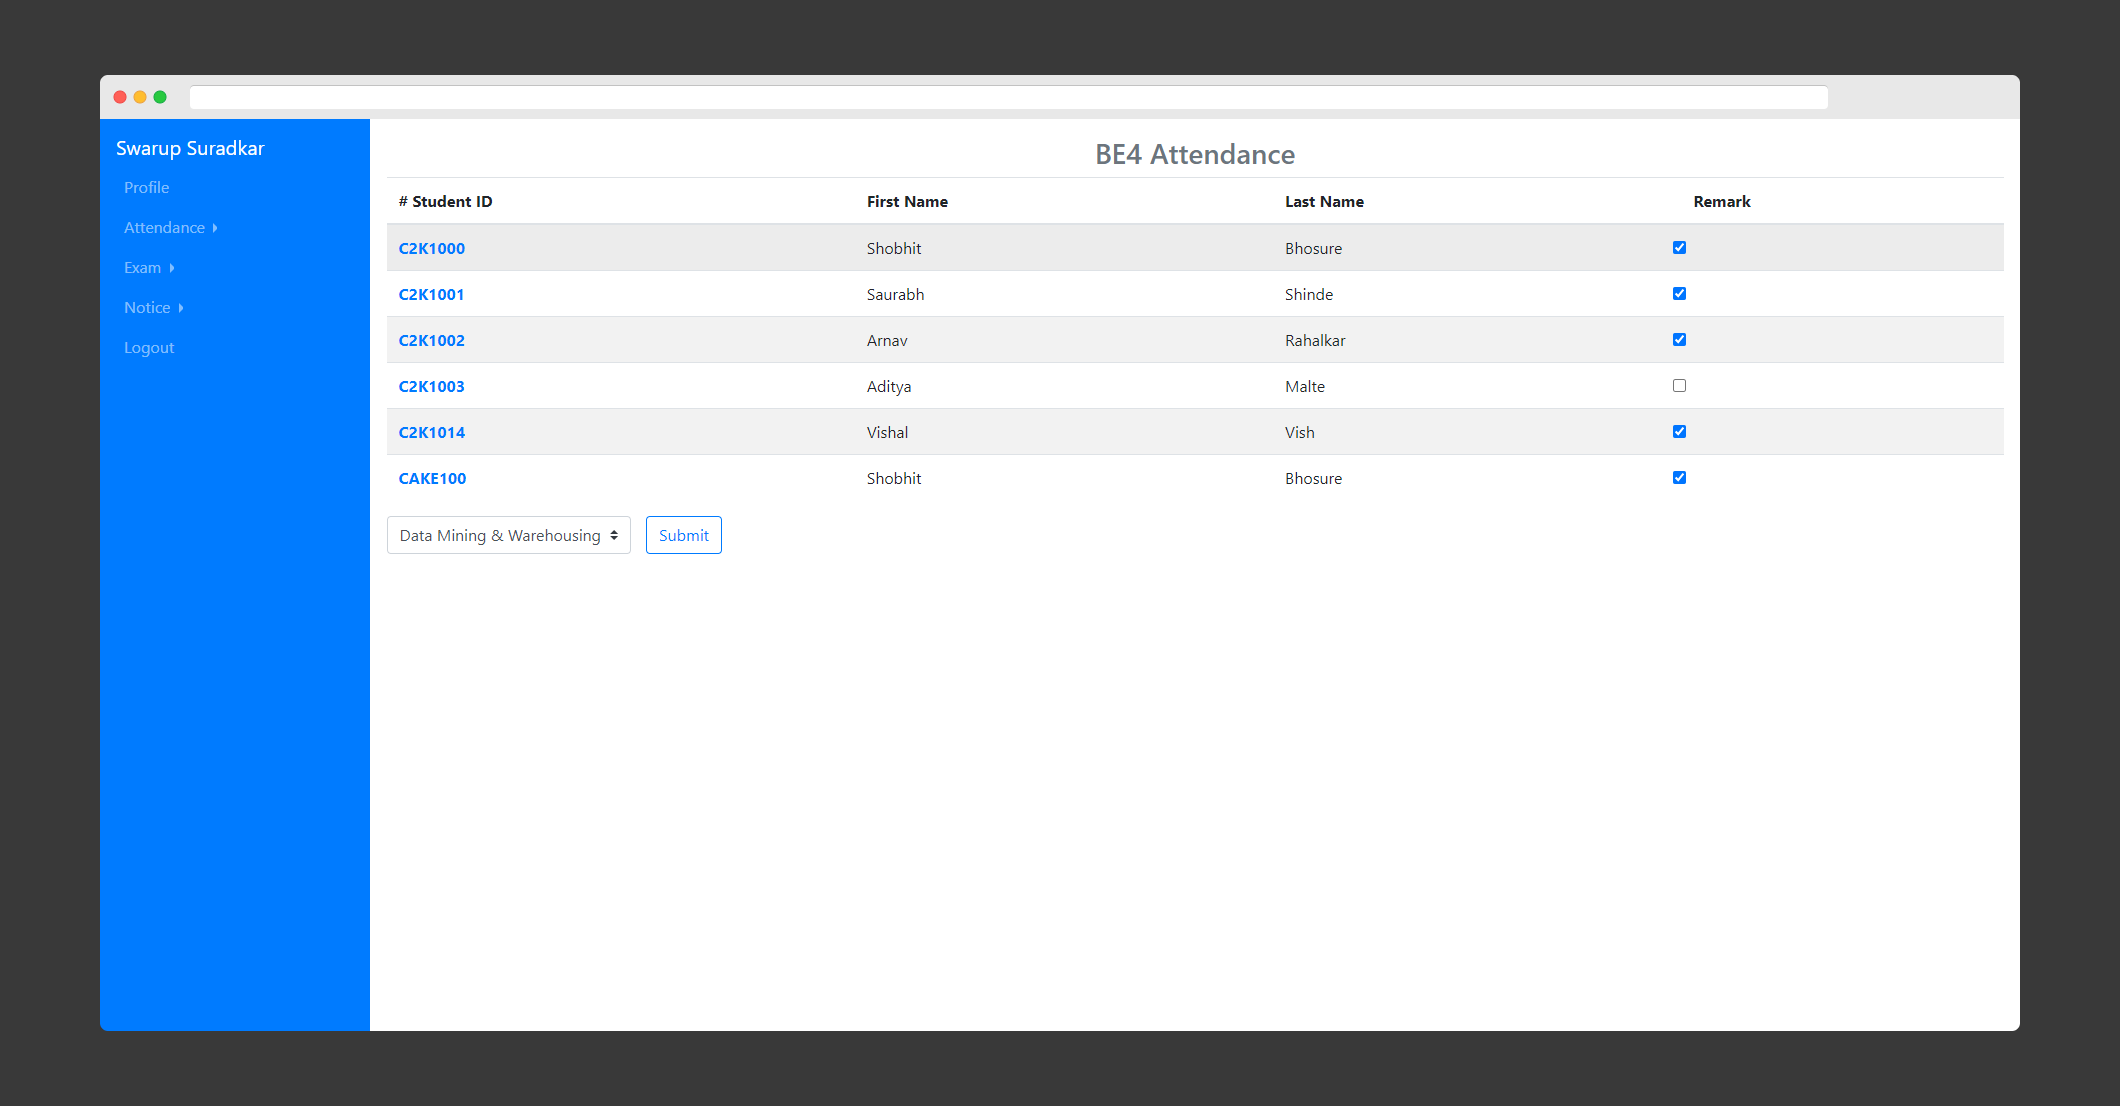 Swarup Suradkar
Profile
Attendance
Exam
Notice
Logout
BE4 Attendance
# Student ID First Name Last Name Remark
C2K1000 Shobhit Bhosure
C2K1001 Saurabh Shinde
C2K1002 Arnav Rahalkar
C2K1003 Aditya Malte
C2K1014 Vishal Vish
CAKE100 Shobhit Bhosure
Data Mining & Warehousing Submit